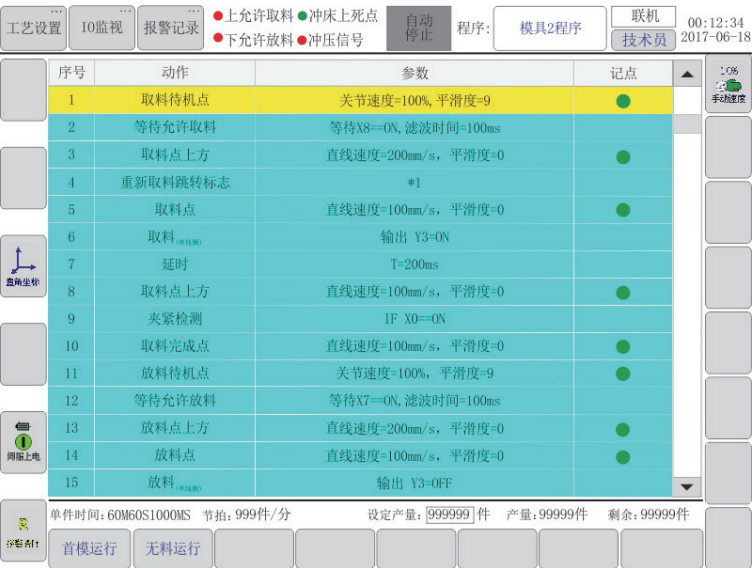 工艺设置 IO监视 报警记录 上允许取料 冲床上死点 自动停止 程序: 模具2程序 联机 00:12:34
下允许放料 冲压信号 技术员 2017-06-18
序号 动作 参数 记点
手动速度
1 取料待机点 关节速度=100%,平滑度=9
2 等待允许取料 等待X8==ON,滤波时间=100ms
3 取料点上方 直线速度=200mm/s, 平滑度=0
4 重新取料跳转标志 *1
5 取料点 直线速度=100mm/s, 平滑度=0
6 取料(单线圈) 输出 Y3=ON
7 延时 T=200ms
直角坐标
8 取料点上方 直线速度=100mm/s, 平滑度=0
9 夹紧检测 IF X0==ON
10 取料完成点 直线速度=100mm/s, 平滑度=0
11 放料待机点 关节速度=100%, 平滑度=9
12 等待允许放料 等待X7==ON,滤波时间=100ms
13 放料点上方 直线速度=200mm/s, 平滑度=0
伺服上电
14 放料点 直线速度=100mm/s, 平滑度=0
15 放料(单线圈) 输出 Y3=OFF
单件时间:60M60S1000MS 节拍:999件/分 设定产量: 999999 件 产量:99999件 剩余:99999件
R
首模运行 无料运行